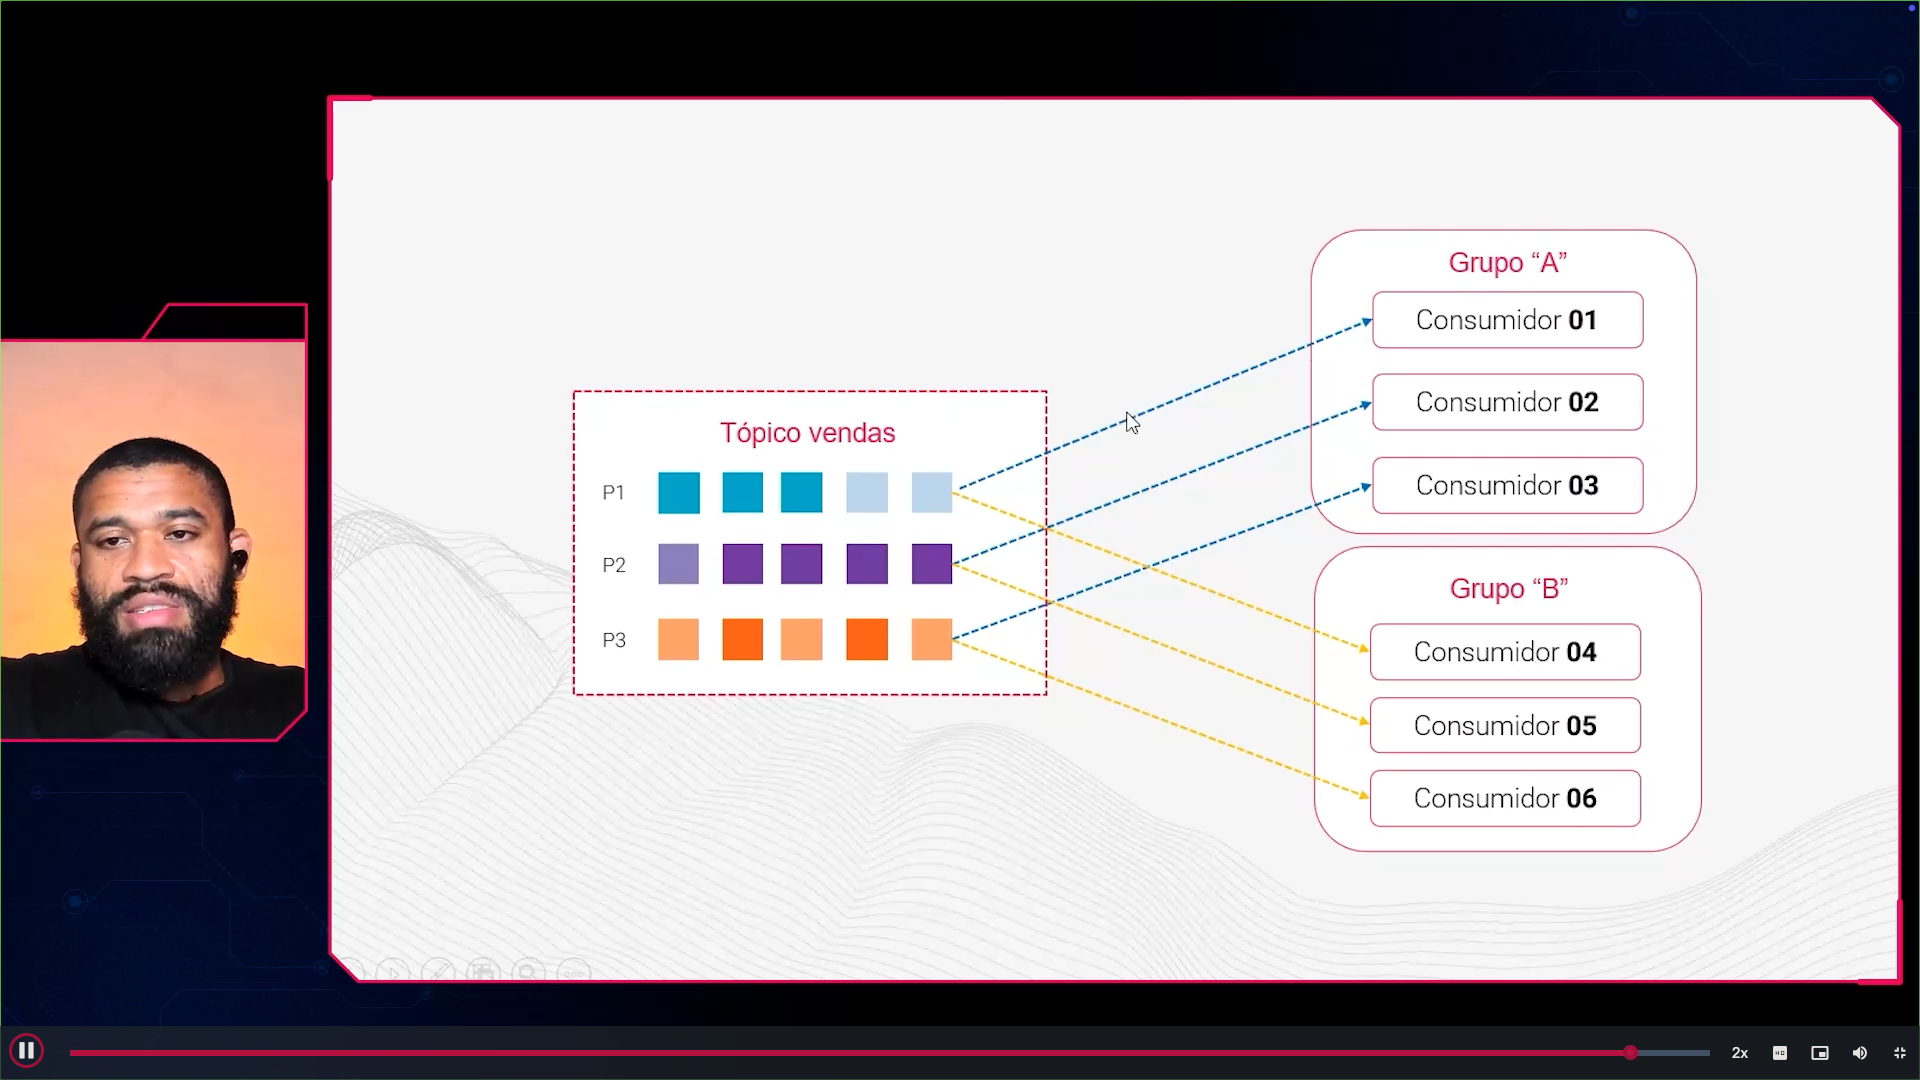 Grupo “A”
Consumidor 01
Consumidor 02
Consumidor 03
Tópico vendas
P1
P2
P3
Grupo “B”
Consumidor 04
Consumidor 05
Consumidor 06
2x
HD